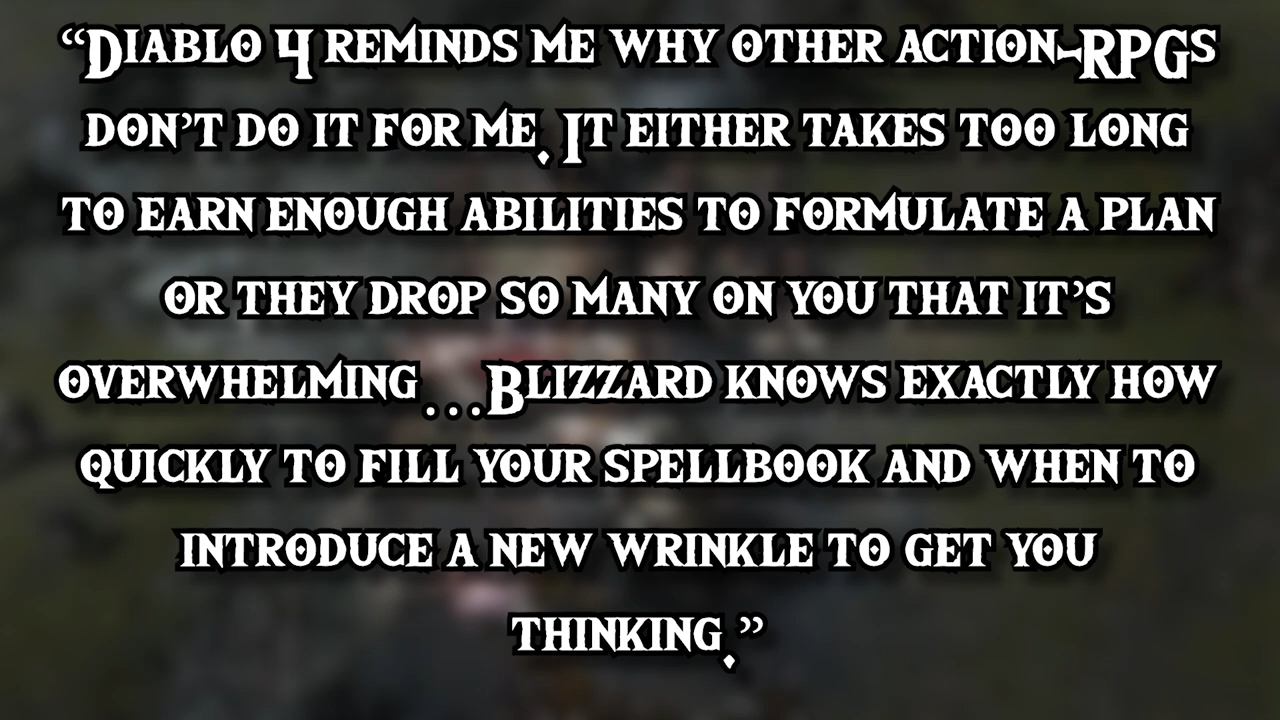 “Diablo 4 reminds me why other action-RPGs
don’t do it for me. It either takes too long
to earn enough abilities to formulate a plan
or they drop so many on you that it’s
overwhelming...Blizzard knows exactly how
quickly to fill your spellbook and when to
introduce a new wrinkle to get you
thinking.”